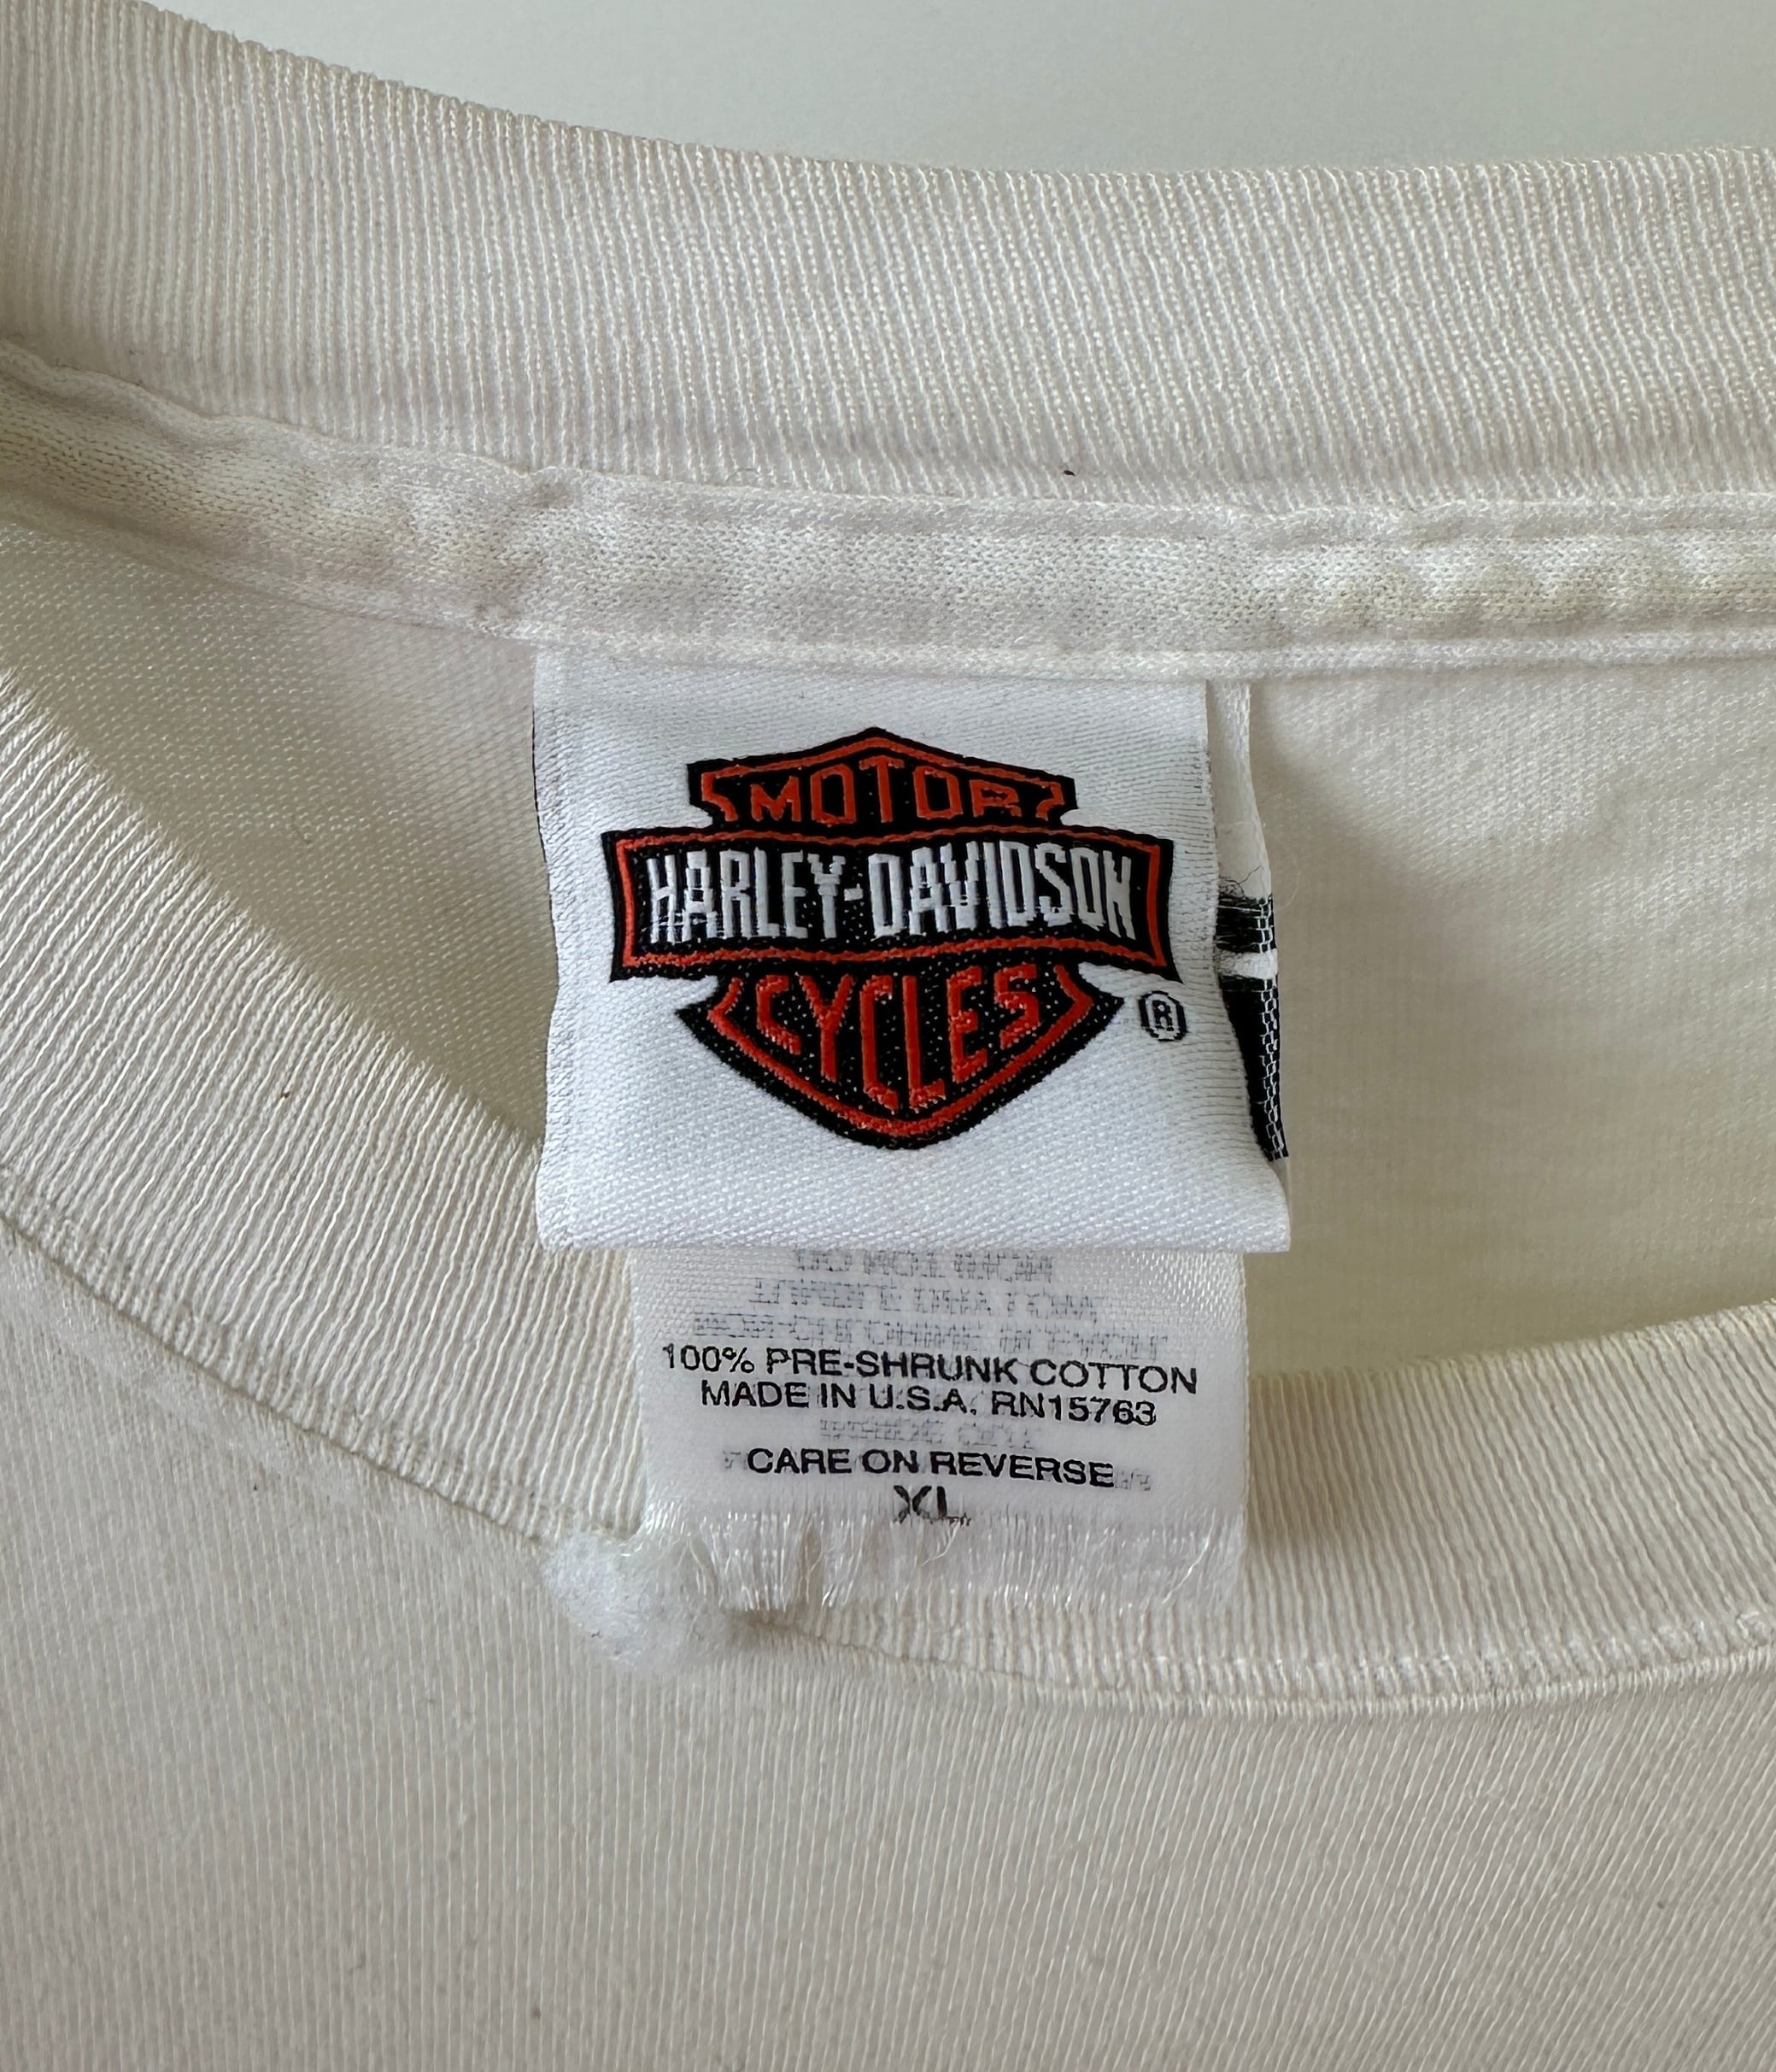 MOTOR
HARLEY-DAVIDSON
CYCLES
®
100% PRE-SHRUNK COTTON
MADE IN U.S.A. RN15763
CARE ON REVERSE
XL